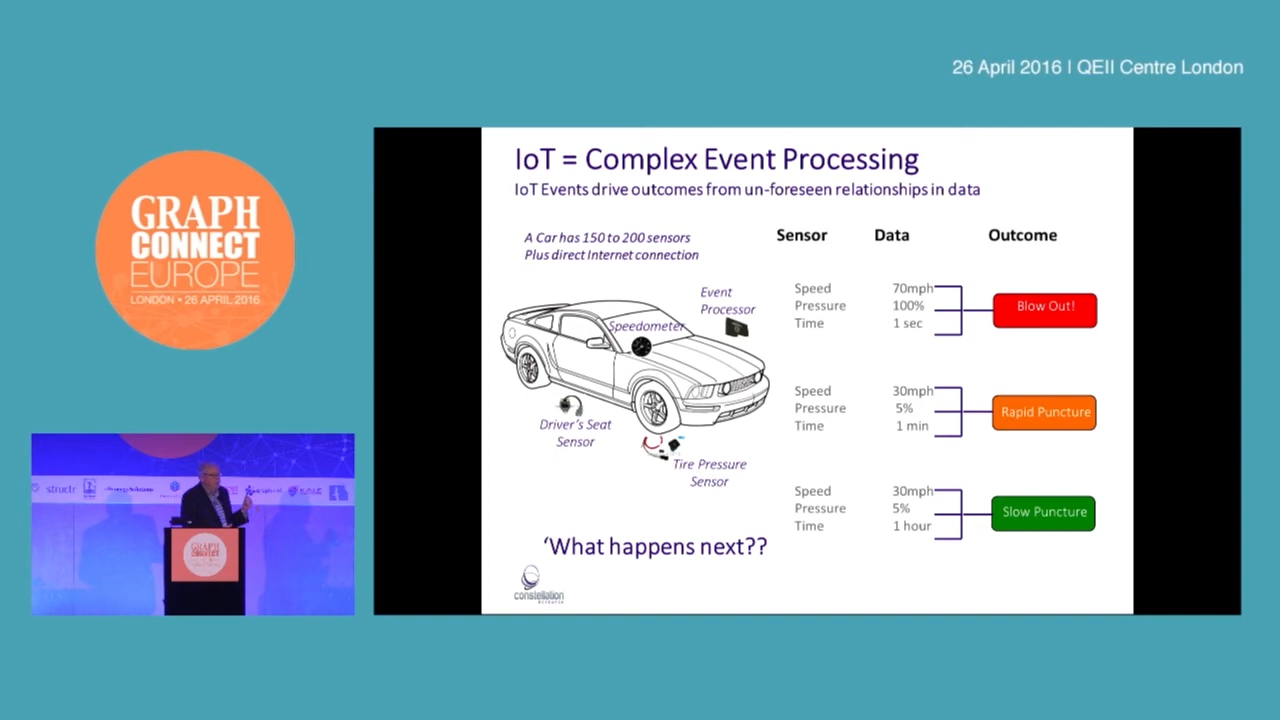 26 April 2016 | QEII Centre London
GRAPH
CONNECT
EUROPE
LONDON • 26 APRIL 2016
IoT = Complex Event Processing
IoT Events drive outcomes from un-foreseen relationships in data
A Car has 150 to 200 sensors
Plus direct Internet connection
Sensor Data Outcome
Event
Processor
Speedometer
Driver's Seat
Sensor
Tire Pressure
Sensor
Speed 70mph
Pressure 100%
Time 1 sec
Blow Out!
Speed 30mph
Pressure 5%
Time 1 min
Rapid Puncture
Speed 30mph
Pressure 5%
Time 1 hour
Slow Puncture
‘What happens next??
constellation
RESEARCH
structr
GRAPH
CONNECT